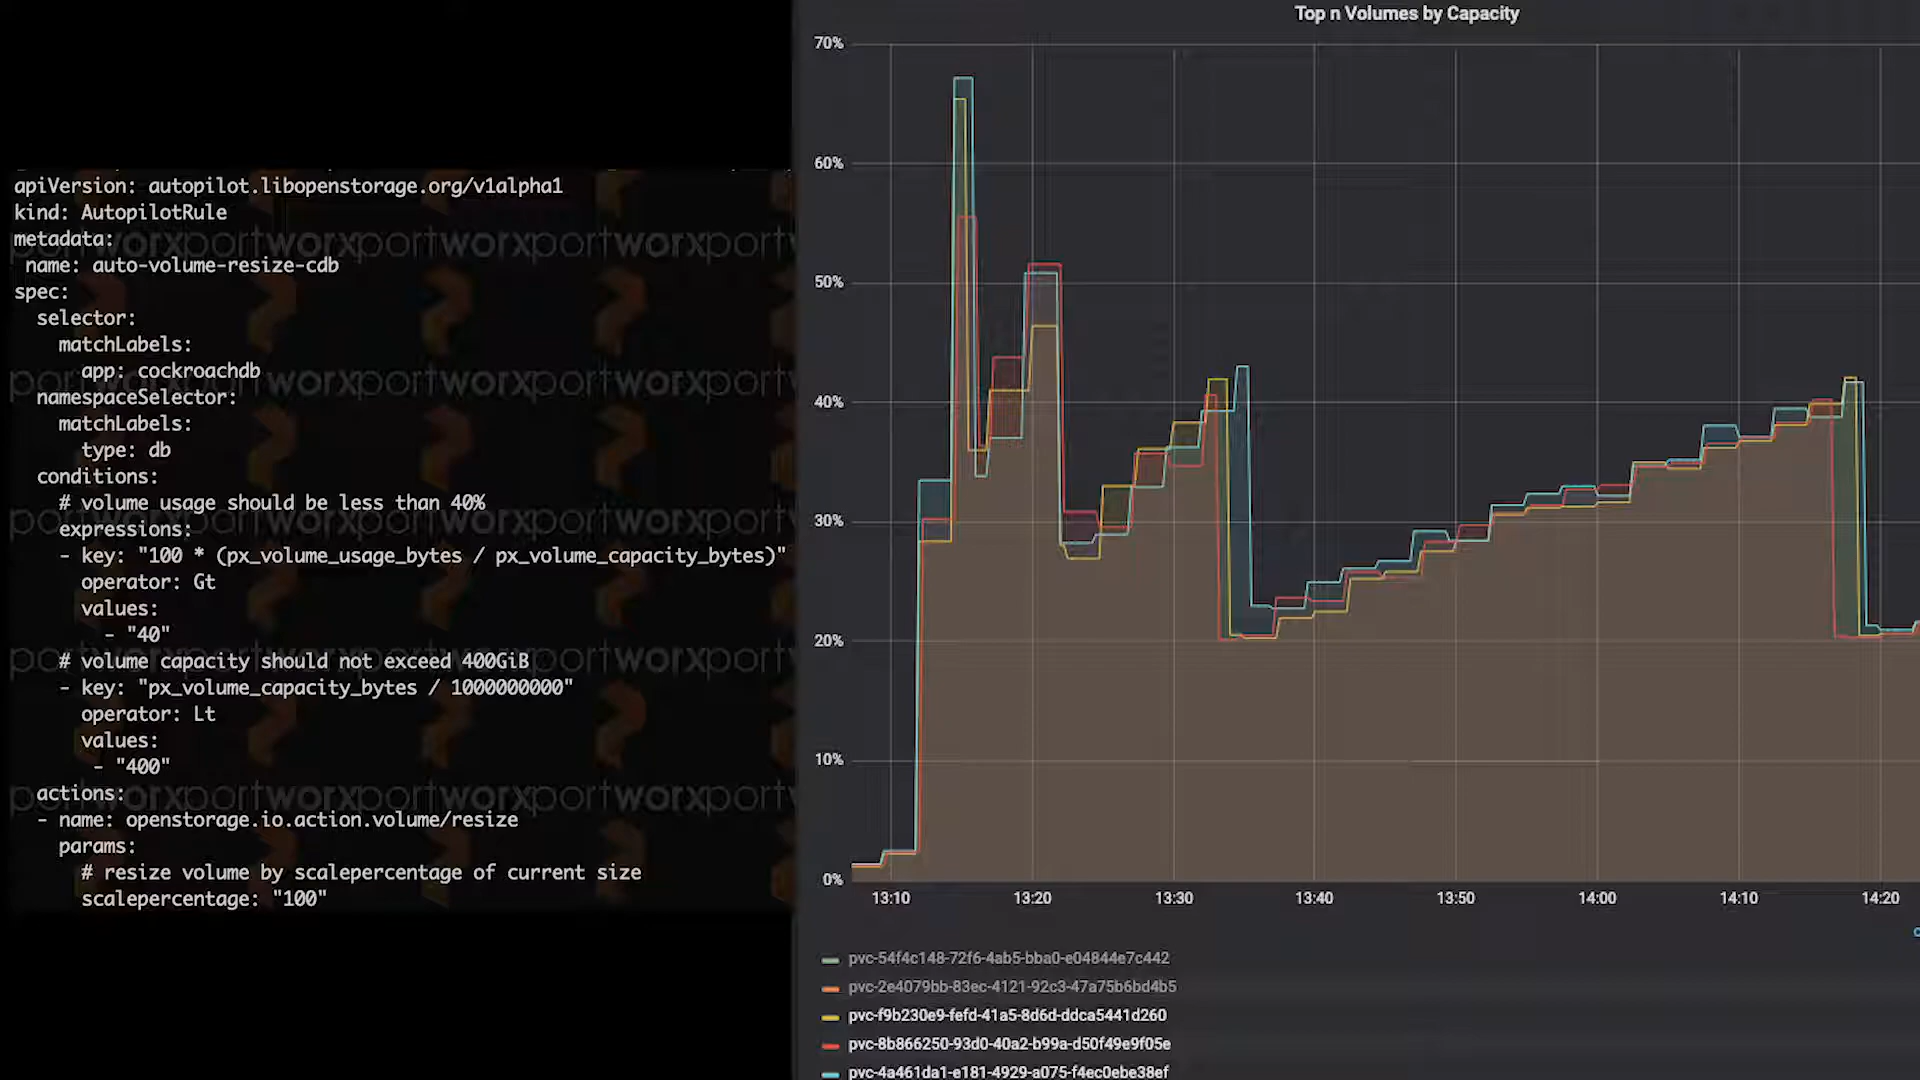 apiVersion: autopilot.libopenstorage.org/v1alpha1
kind: AutopilotRule
metadata:
name: auto-volume-resize-cdb
spec:
selector:
matchLabels:
app: cockroachdb
namespaceSelector:
matchLabels:
type: db
conditions:
# volume usage should be less than 40%
expressions:
- key: "100 * (px_volume_usage_bytes / px_volume_capacity_bytes)"
operator: Gt
values:
- "40"
# volume capacity should not exceed 400GiB
- key: "px_volume_capacity_bytes / 1000000000"
operator: Lt
values:
- "400"
actions:
- name: openstorage.io.action.volume/resize
params:
# resize volume by scalepercentage of current size
scalepercentage: "100"
Top n Volumes by Capacity
70%
60%
50%
40%
30%
20%
10%
0%
13:10 13:20 13:30 13:40 13:50 14:00 14:10 14:20
pvc-54f4c148-72f6-4ab5-bba0-e04844e7c442
pvc-2e4079bb-83ec-4121-92c3-47a75b6bd4b5
pvc-f9b230e9-fefd-41a5-8d6d-ddca5441d260
pvc-8b866250-93d0-40a2-b99a-d50f49e9f05e
pvc-4a461da1-e181-4929-a075-f4ec0ebe38ef